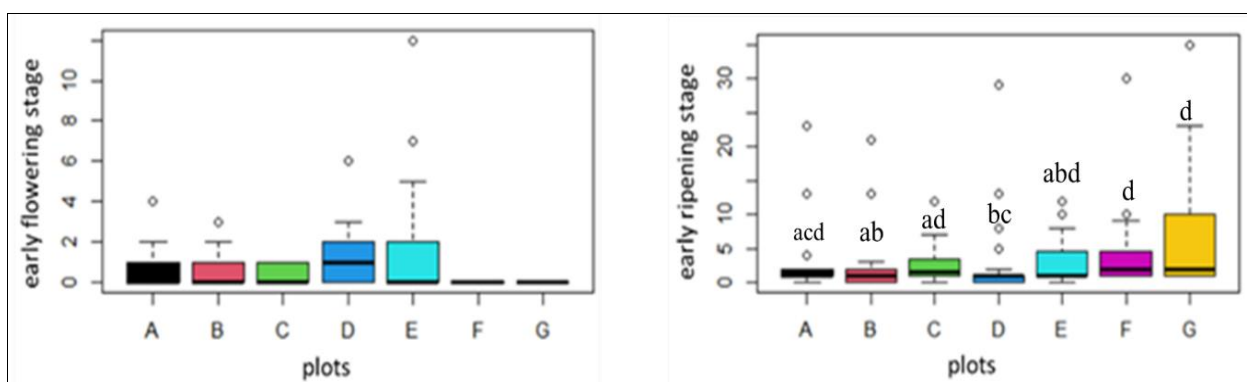 early flowering stage
0 2 4 6 8 10
A B C D E F G
plots
early ripening stage
0 5 10 20 30
acd ab ad bc abd d d
A B C D E F G
plots